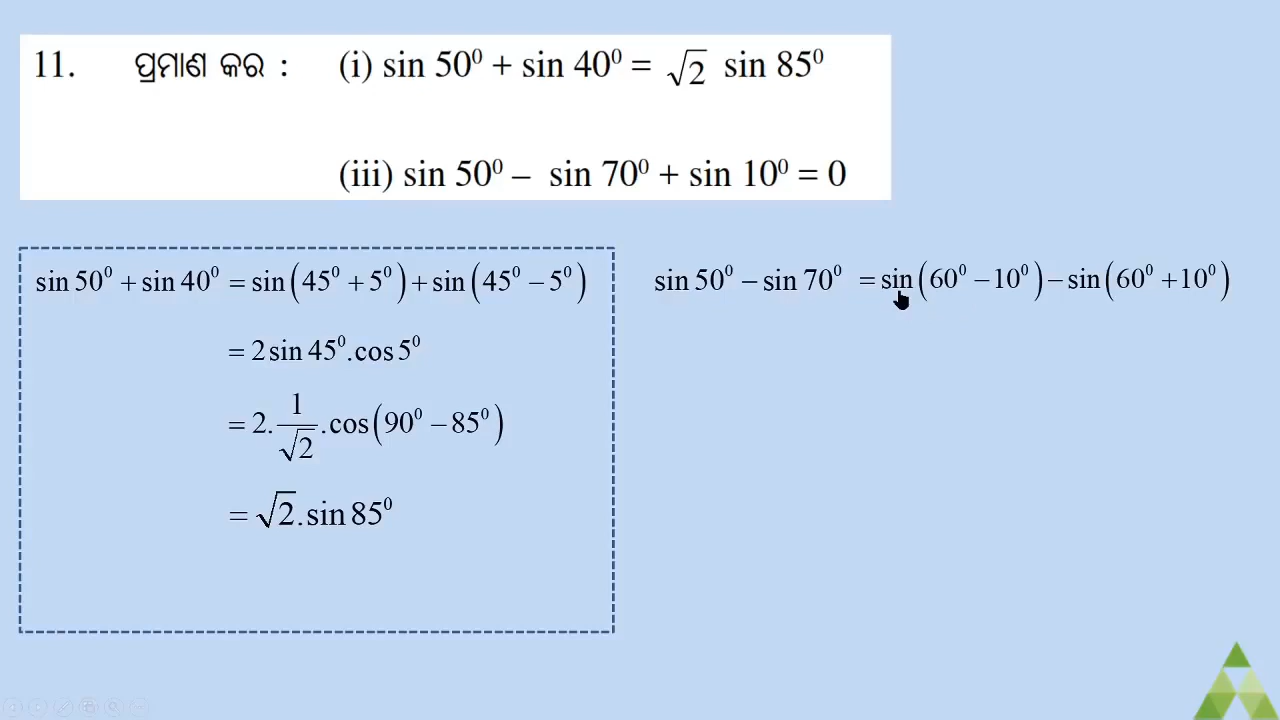 11. ପ୍ରମାଣ କର : (i) sin 50⁰ + sin 40⁰ = √2 sin 85⁰
(iii) sin 50⁰ – sin 70⁰ + sin 10⁰ = 0
sin 50⁰ + sin 40⁰ = sin(45⁰ + 5⁰) + sin(45⁰ − 5⁰)
= 2 sin 45⁰.cos 5⁰
= 2.1/√2.cos(90⁰ − 85⁰)
= √2.sin 85⁰
sin 50⁰ − sin 70⁰ = sin(60⁰ − 10⁰) − sin(60⁰ + 10⁰)